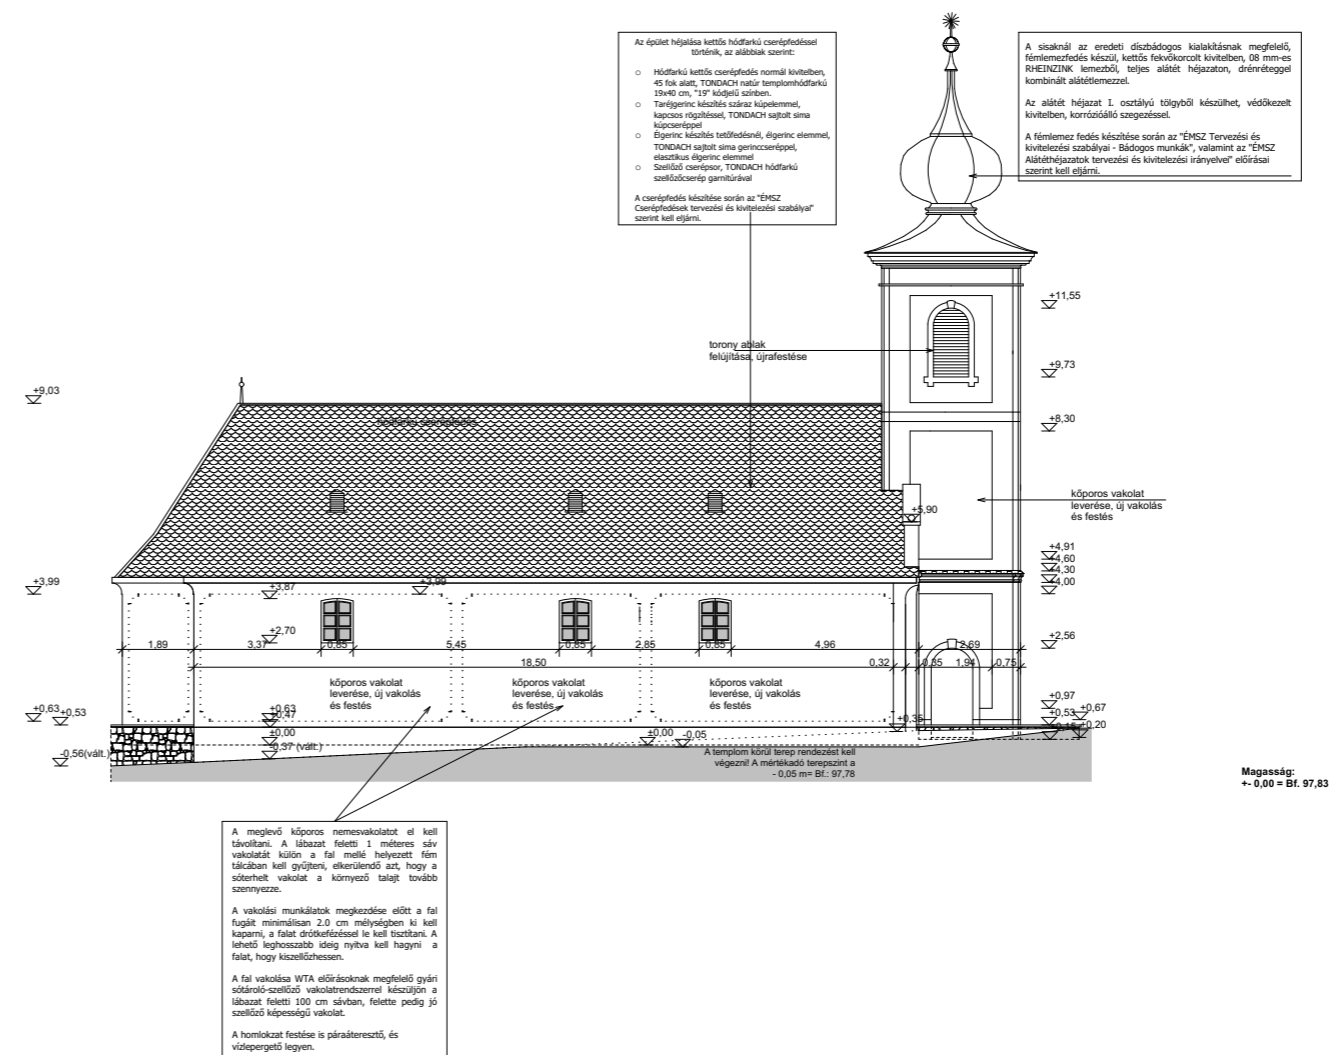 Az épület héjalása kettős hódfarkú cserépfedéssel
történik, az alábbiak szerint:
○ Hódfarkú kettős cserépfedés normál kivitelben,
45 fok alatt, TONDACH natúr templomhódfarkú
19x40 cm, "19" kódjelű színben.
○ Taréjgerinc készítés száraz kúpelemmel,
kapcsos rögzítéssel, TONDACH sajtolt sima
kúpcseréppel
○ Élgerinc készítés tetőfedésnél, élgerinc elemmel,
TONDACH sajtolt sima gerinccseréppel,
elasztikus élgerinc elemmel
○ Szellőző cserépsor, TONDACH hódfarkú
szellőzőcserép garnitúrával
A cserépfedés készítése során az "ÉMSZ
Cserépfedések tervezési és kivitelezési szabályai"
szerint kell eljárni.
A sisaknál az eredeti díszbádogos kialakításnak megfelelő,
fémlemezfedés készül, kettős fekvőkorcolt kivitelben, 08 mm-es
RHEINZINK lemezből, teljes alátét héjazaton, drénréteggel
kombinált alátétlemezzel.
Az alátét héjazat I. osztályú tölgyből készülhet, védőkezelt
kivitelben, korrózióálló szegezéssel.
A fémlemez fedés készítése során az "ÉMSZ Tervezési és
kivitelezési szabályai - Bádogos munkák", valamint az "ÉMSZ
Alátéthéjazatok tervezési és kivitelezési irányelvei" előírásai
szerint kell eljárni.
+11,55
torony ablak
felújítása, újrafestése
+9,73
+9,03
+8,30
hódfarkú cserépfedés
kőporos vakolat
leverése, új vakolás
és festés
+5,90
+4,91
+4,60
+4,30
+4,00
+3,99
+3,87
+3,99
+2,70
+2,56
1,89
3,37
0,85
5,45
0,85
2,85
0,85
4,96
2,69
18,50
0,32
0,35
1,94
0,75
kőporos vakolat
leverése, új vakolás
és festés
kőporos vakolat
leverése, új vakolás
és festés
kőporos vakolat
leverése, új vakolás
és festés
+0,97
+0,67
+0,63
+0,53
+0,63
+0,47
+0,35
+0,53
+0,20
+0,15
±0,00
±0,00
-0,05
-0,56(vált.)
-0,37 (vált.)
A templom körül terep rendezést kell
végezni! A mértékadó terepszint a
- 0,05 m= Bf.: 97,78
Magasság:
+- 0,00 = Bf. 97,83
A meglevő kőporos nemesvakolatot el kell
távolítani. A lábazat feletti 1 méteres sáv
vakolatát külön a fal mellé helyezett fém
tálcában kell gyűjteni, elkerülendő azt, hogy a
sóterhelt vakolat a környező talajt tovább
szennyezze.
A vakolási munkálatok megkezdése előtt a fal
fugáit minimálisan 2.0 cm mélységben ki kell
kaparni, a falat drótkefézéssel le kell tisztítani. A
lehető leghosszabb ideig nyitva kell hagyni a
falat, hogy kiszellőzhessen.
A fal vakolása WTA előírásoknak megfelelő gyári
sótároló-szellőző vakolatrendszerrel készüljön a
lábazat feletti 100 cm sávban, felette pedig jó
szellőző képességű vakolat.
A homlokzat festése is páraáteresztő, és
vízlepergető legyen.